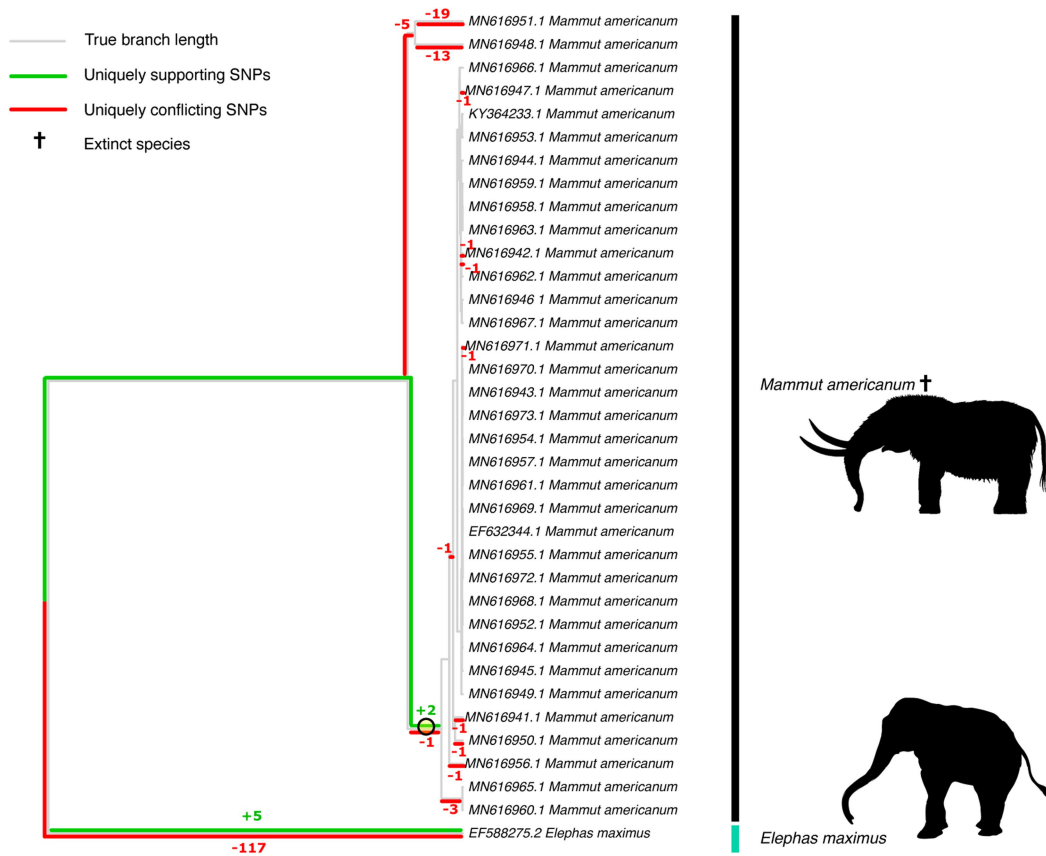 True branch length
Uniquely supporting SNPs
Uniquely conflicting SNPs
† Extinct species
-19
-5
MN616951.1 Mammut americanum
MN616948.1 Mammut americanum
-13
MN616966.1 Mammut americanum
MN616947.1 Mammut americanum
-1
KY364233.1 Mammut americanum
MN616953.1 Mammut americanum
MN616944.1 Mammut americanum
MN616959.1 Mammut americanum
MN616958.1 Mammut americanum
MN616963.1 Mammut americanum
-1
MN616942.1 Mammut americanum
-1
MN616962.1 Mammut americanum
MN616946 1 Mammut americanum
MN616967.1 Mammut americanum
MN616971.1 Mammut americanum
-1
MN616970.1 Mammut americanum
MN616943.1 Mammut americanum
MN616973.1 Mammut americanum
MN616954.1 Mammut americanum
MN616957.1 Mammut americanum
MN616961.1 Mammut americanum
MN616969.1 Mammut americanum
EF632344.1 Mammut americanum
-1
MN616955.1 Mammut americanum
MN616972.1 Mammut americanum
MN616968.1 Mammut americanum
MN616952.1 Mammut americanum
MN616964.1 Mammut americanum
MN616945.1 Mammut americanum
MN616949.1 Mammut americanum
+2
MN616941.1 Mammut americanum
-1
-1
MN616950.1 Mammut americanum
-1
MN616956.1 Mammut americanum
-1
MN616965.1 Mammut americanum
MN616960.1 Mammut americanum
-3
+5
EF588275.2 Elephas maximus
-117
Mammut americanum †
Elephas maximus